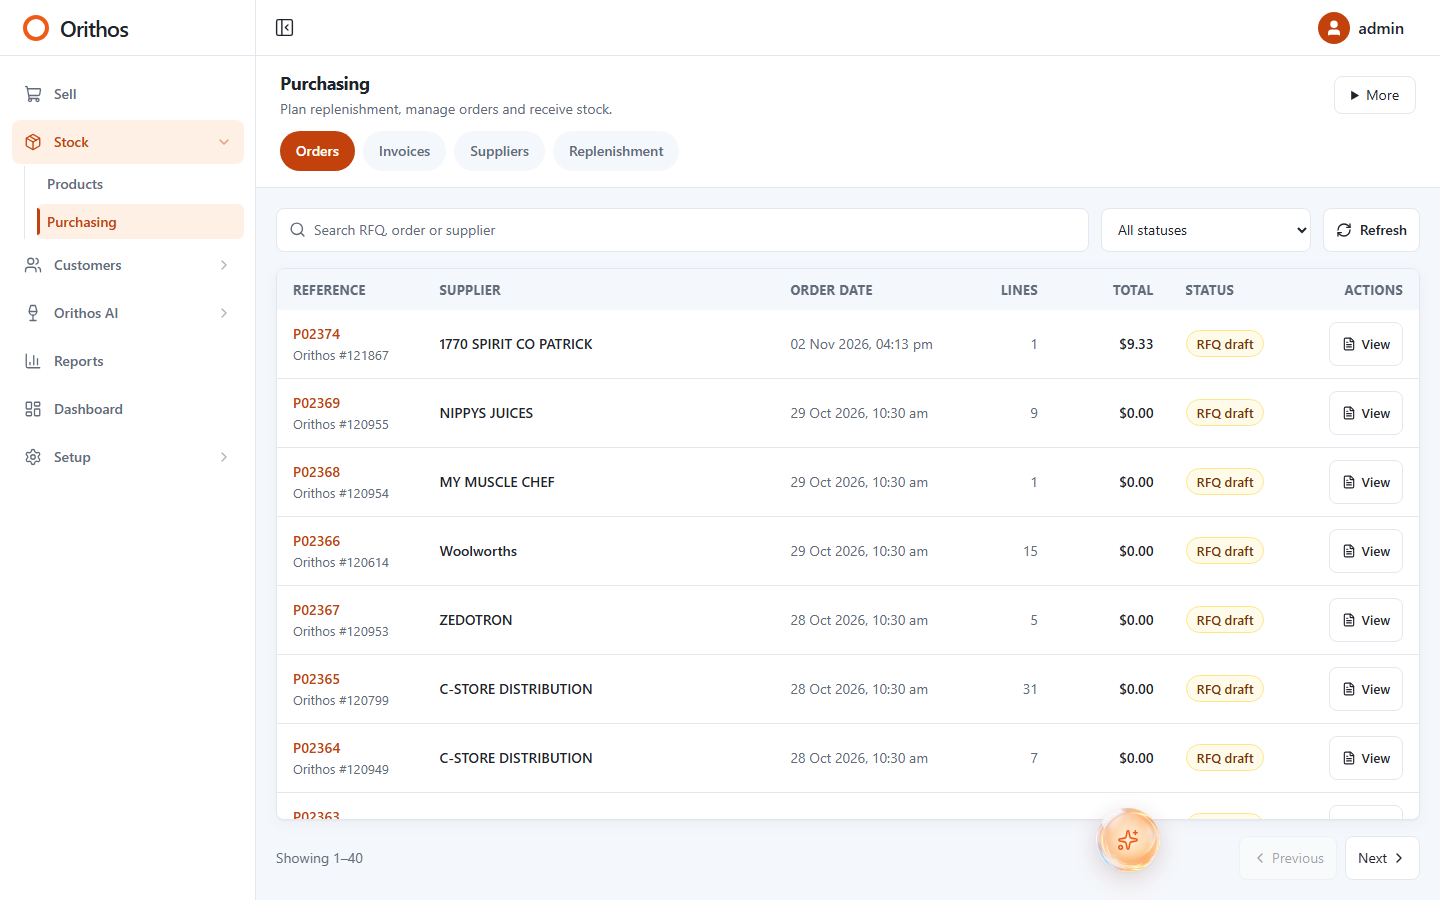 Orithos
admin
Sell
Stock
Products
Purchasing
Customers
Orithos AI
Reports
Dashboard
Setup
Purchasing
Plan replenishment, manage orders and receive stock.
More
Orders Invoices Suppliers Replenishment
Search RFQ, order or supplier
All statuses
Refresh
REFERENCE SUPPLIER ORDER DATE LINES TOTAL STATUS ACTIONS
P02374
Orithos #121867
1770 SPIRIT CO PATRICK 02 Nov 2026, 04:13 pm 1 $9.33 RFQ draft View
P02369
Orithos #120955
NIPPYS JUICES 29 Oct 2026, 10:30 am 9 $0.00 RFQ draft View
P02368
Orithos #120954
MY MUSCLE CHEF 29 Oct 2026, 10:30 am 1 $0.00 RFQ draft View
P02366
Orithos #120614
Woolworths 29 Oct 2026, 10:30 am 15 $0.00 RFQ draft View
P02367
Orithos #120953
ZEDOTRON 28 Oct 2026, 10:30 am 5 $0.00 RFQ draft View
P02365
Orithos #120799
C-STORE DISTRIBUTION 28 Oct 2026, 10:30 am 31 $0.00 RFQ draft View
P02364
Orithos #120949
C-STORE DISTRIBUTION 28 Oct 2026, 10:30 am 7 $0.00 RFQ draft View
P02363
Showing 1–40
Previous
Next